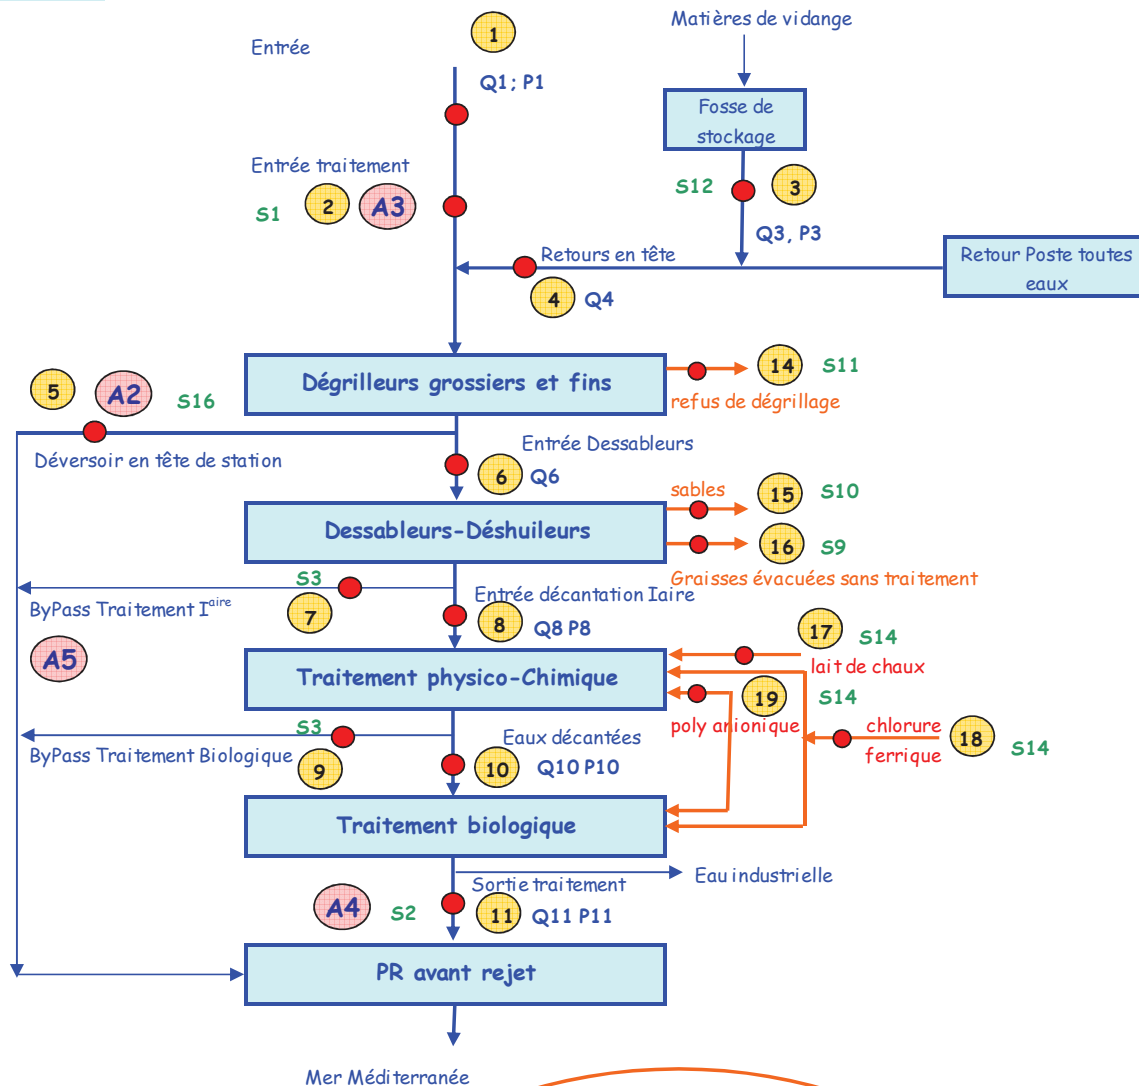 1
Matières de vidange
Entrée
Q1; P1
Fosse de
stockage
Entrée traitement
S12
3
2
A3
S1
Q3, P3
Retours en tête
Retour Poste toutes
eaux
4
Q4
Dégrilleurs grossiers et fins
14
S11
5
A2
S16
refus de dégrillage
Entrée Dessableurs
Déversoir en tête de station
6
Q6
sables
15
S10
Dessableurs-Déshuileurs
16
S9
Graisses évacuées sans traitement
S3
Entrée décantation Iaire
ByPass Traitement Iaire
7
8
Q8 P8
17
S14
A5
lait de chaux
Traitement physico-Chimique
19
S14
poly anionique
chlorure
ferrique
18
S14
S3
Eaux décantées
ByPass Traitement Biologique
9
10
Q10 P10
Traitement biologique
Sortie traitement
Eau industrielle
A4
S2
11
Q11 P11
PR avant rejet
Mer Méditerranée